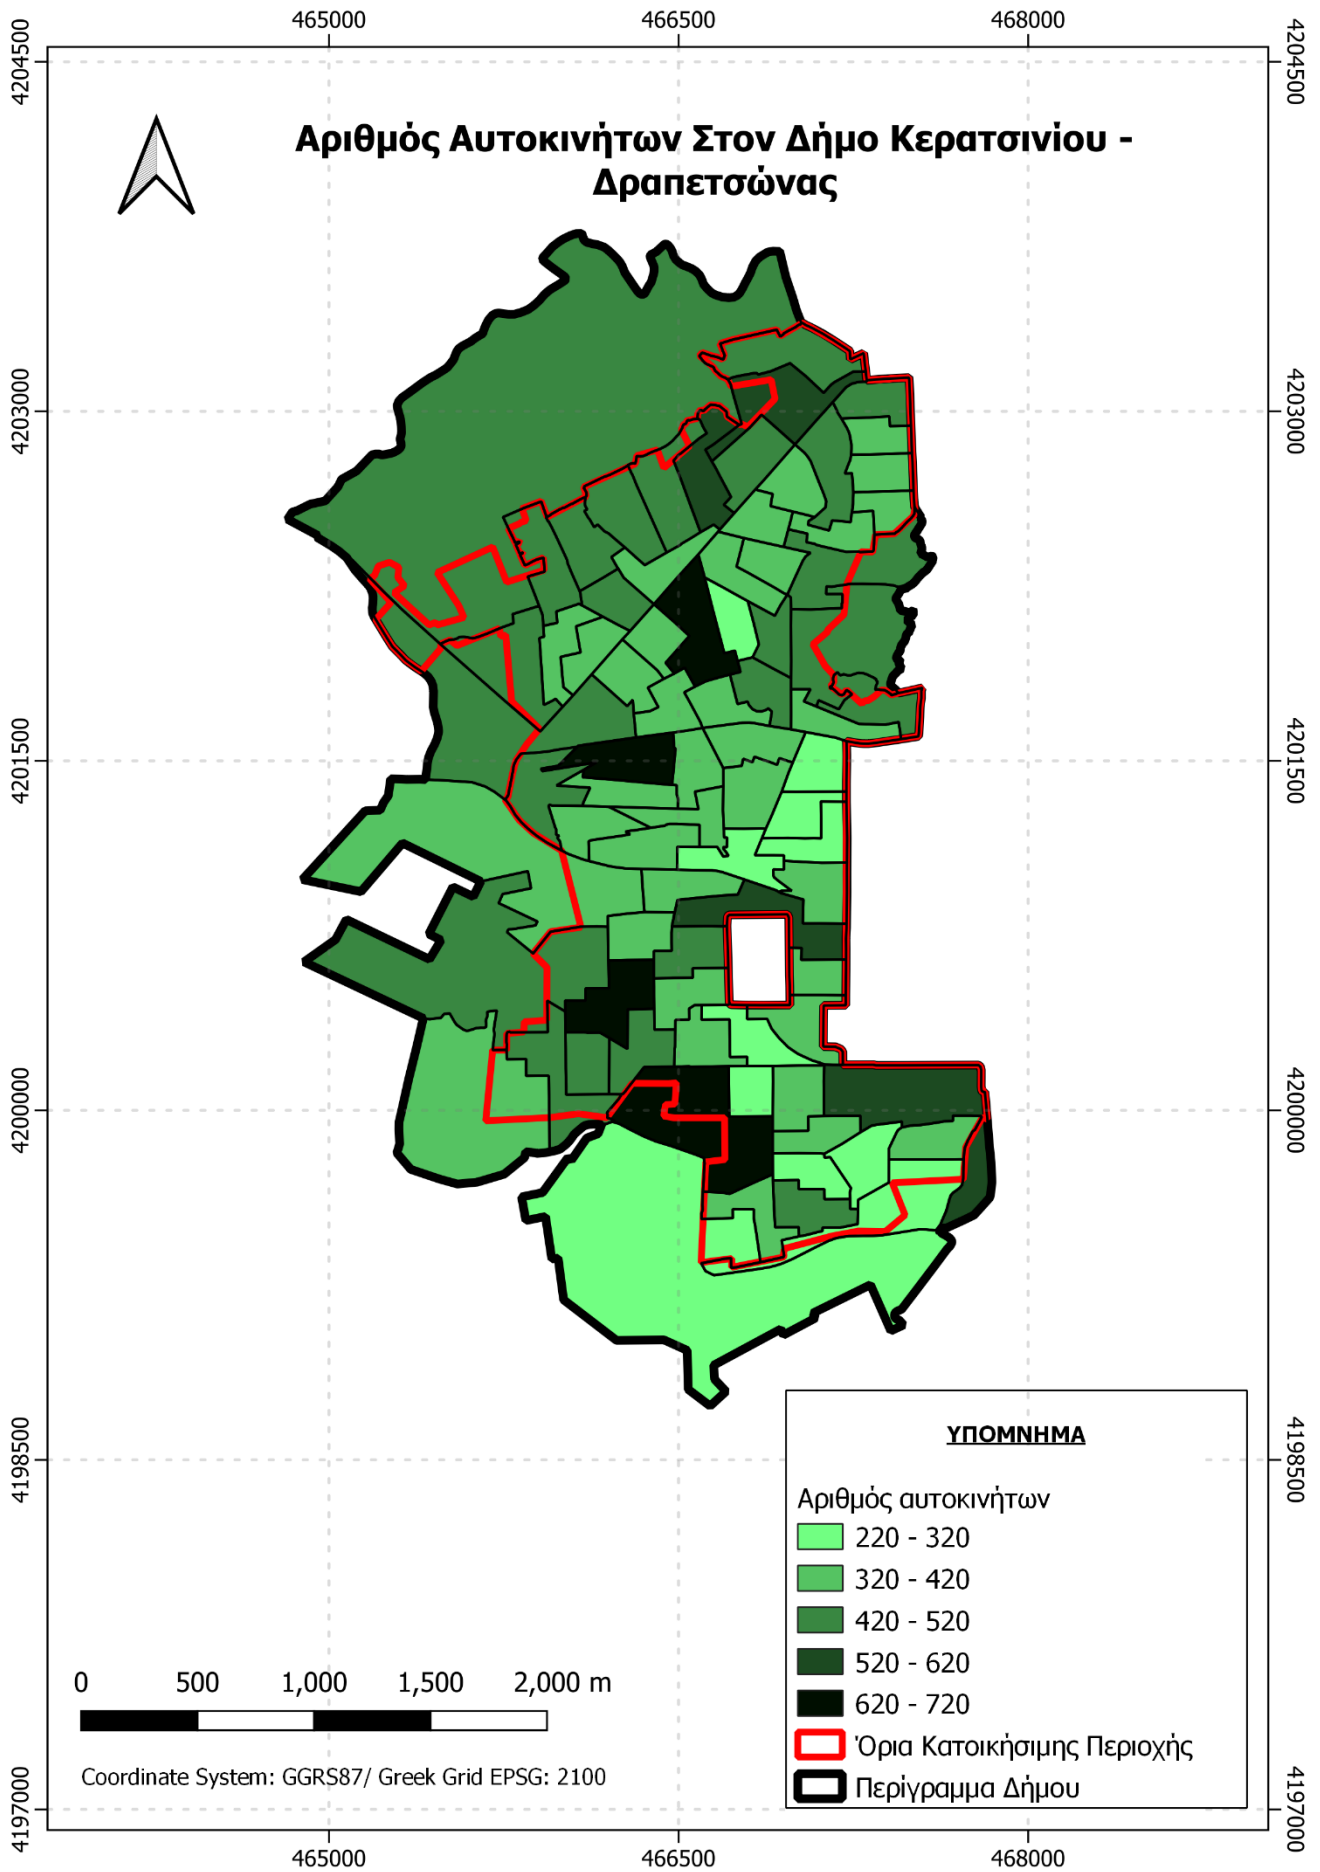 465000 466500 468000
4204500 4204500
Αριθμός Αυτοκινήτων Στον Δήμο Κερατσινίου -
Δραπετσώνας
4203000 4203000
4201500 4201500
4200000 4200000
4198500 4198500
ΥΠΟΜΝΗΜΑ
Αριθμός αυτοκινήτων
220 - 320
320 - 420
420 - 520
520 - 620
620 - 720
Όρια Κατοικήσιμης Περιοχής
Περίγραμμα Δήμου
0 500 1,000 1,500 2,000 m
Coordinate System: GGRS87/ Greek Grid EPSG: 2100
4197000 4197000
465000 466500 468000